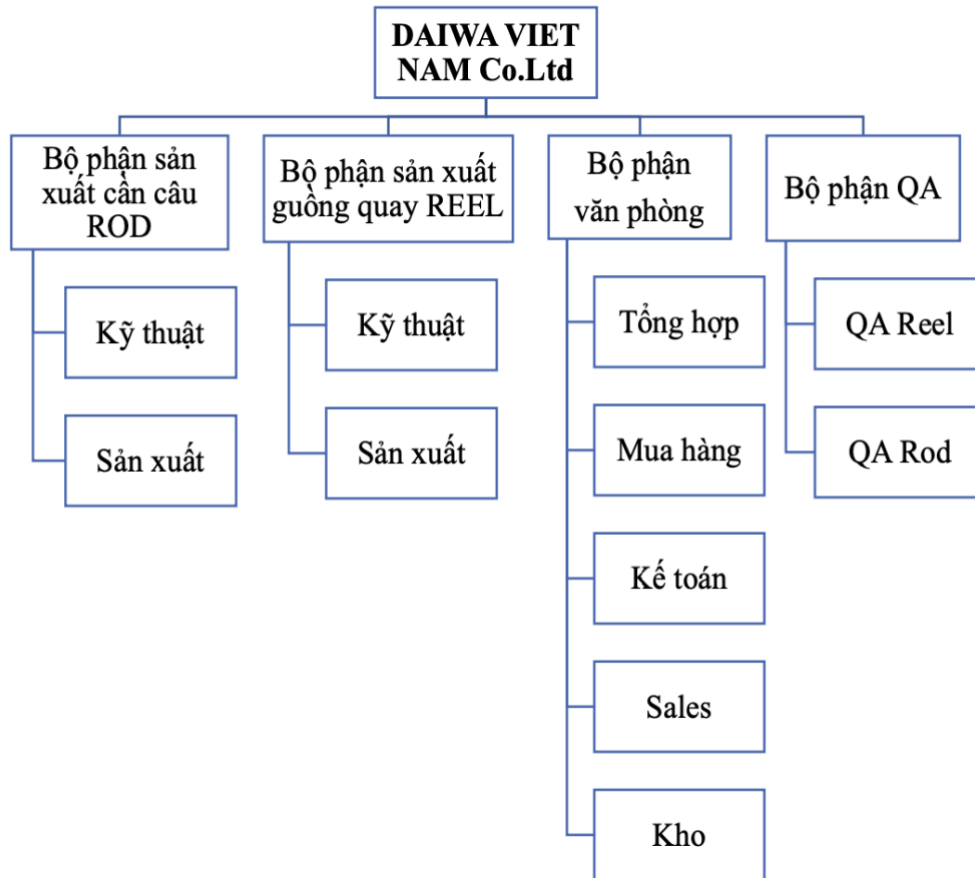 DAIWA VIET
NAM Co.Ltd
Bộ phận sản
xuất cần câu
ROD
Bộ phận sản xuất
guồng quay REEL
Bộ phận
văn phòng
Bộ phận QA
Kỹ thuật
Sản xuất
Kỹ thuật
Sản xuất
Tổng hợp
Mua hàng
Kế toán
Sales
Kho
QA Reel
QA Rod